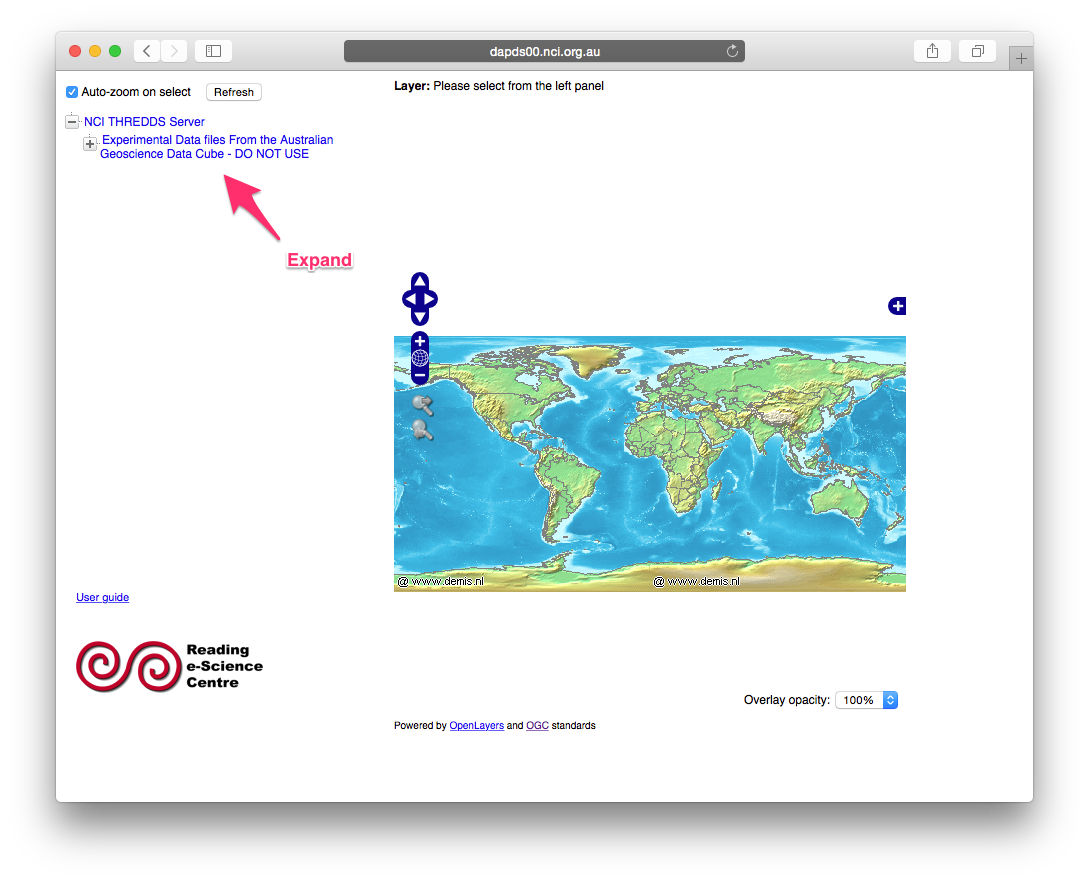 dapds00.nci.org.au
Auto-zoom on select
Refresh
Layer: Please select from the left panel
NCI THREDDS Server
Experimental Data files From the Australian
Geoscience Data Cube - DO NOT USE
Expand
@ www.demis.nl
@ www.demis.nl
User guide
Reading
e-Science
Centre
Overlay opacity: 100%
Powered by OpenLayers and OGC standards